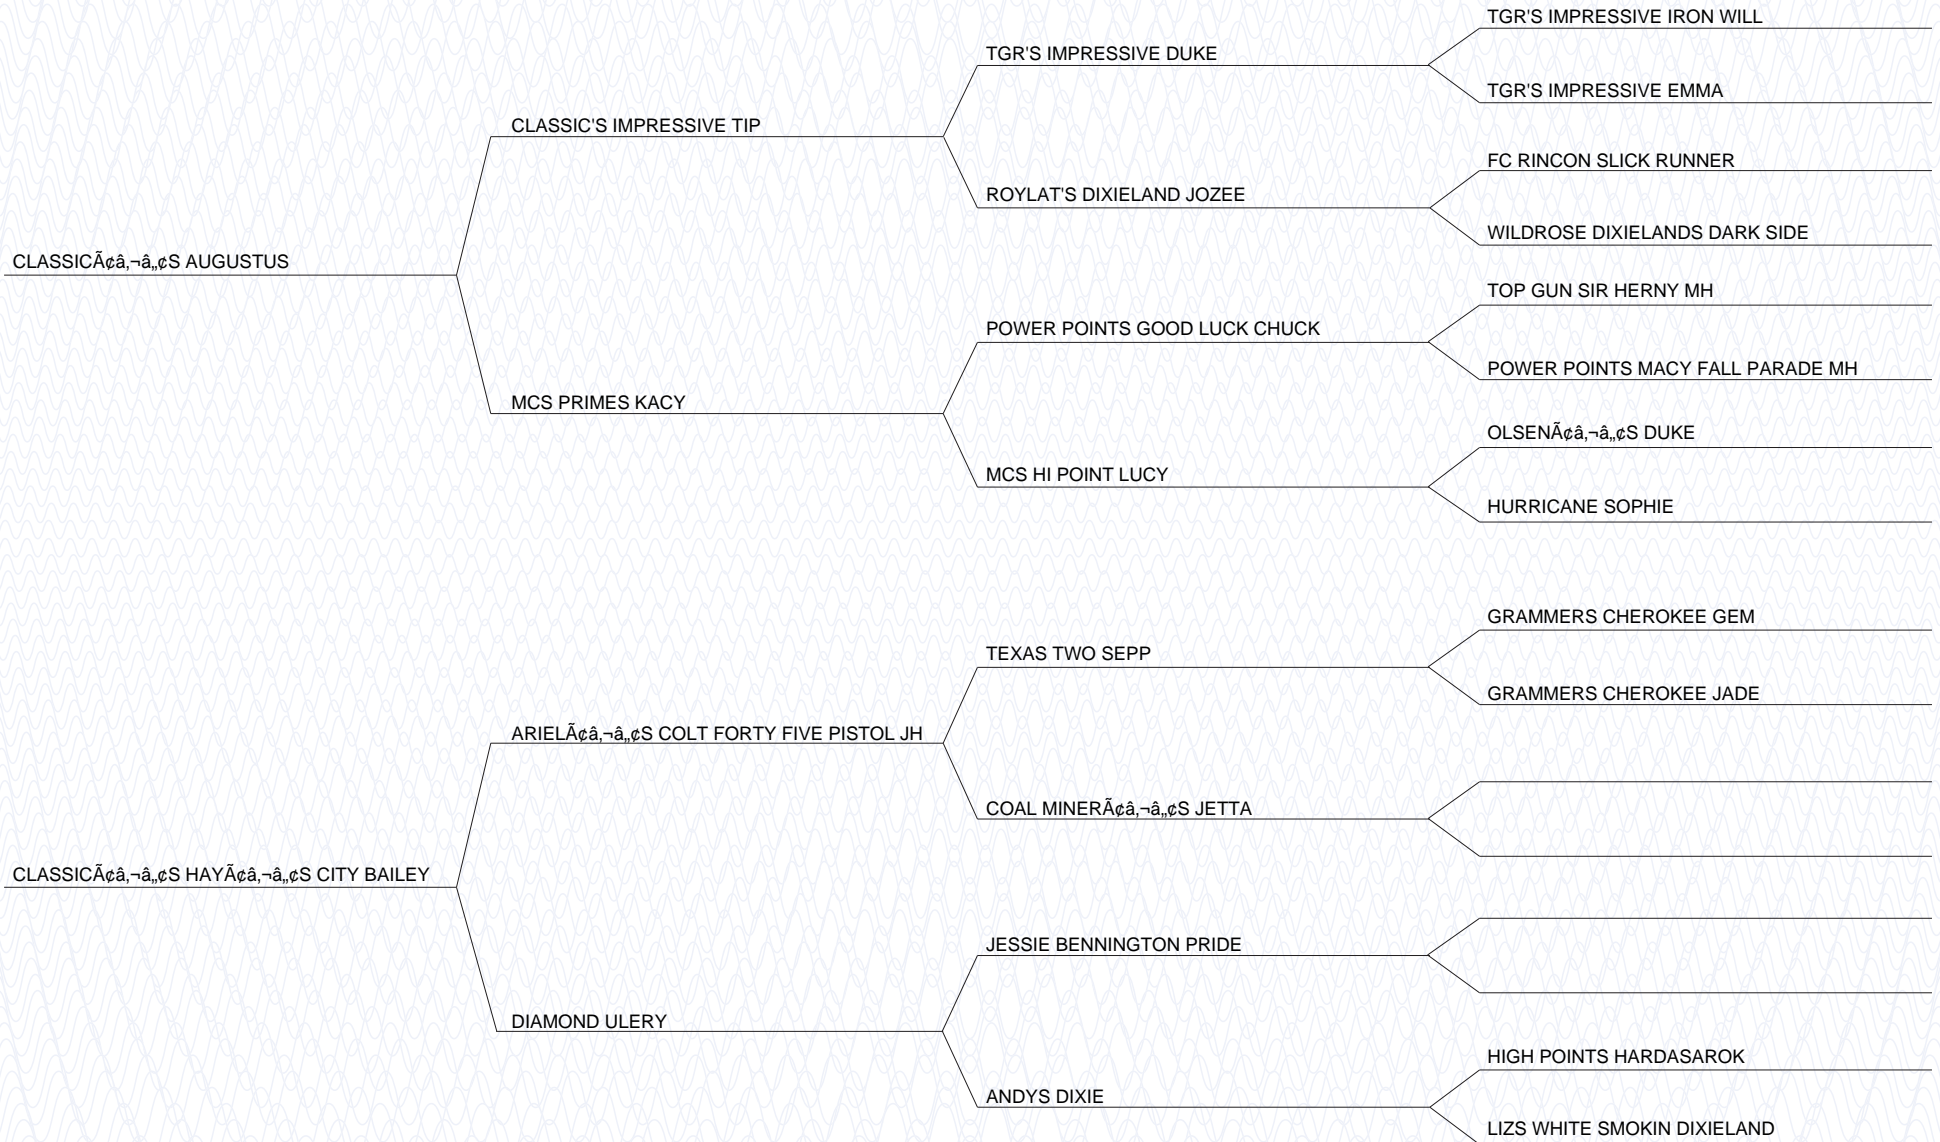 TGR'S IMPRESSIVE IRON WILL
TGR'S IMPRESSIVE DUKE
TGR'S IMPRESSIVE EMMA
CLASSIC'S IMPRESSIVE TIP
FC RINCON SLICK RUNNER
ROYLAT'S DIXIELAND JOZEE
WILDROSE DIXIELANDS DARK SIDE
CLASSICÃ¢â‚¬â„¢S AUGUSTUS
TOP GUN SIR HERNY MH
POWER POINTS GOOD LUCK CHUCK
POWER POINTS MACY FALL PARADE MH
MCS PRIMES KACY
OLSENÃ¢â‚¬â„¢S DUKE
MCS HI POINT LUCY
HURRICANE SOPHIE
GRAMMERS CHEROKEE GEM
TEXAS TWO SEPP
GRAMMERS CHEROKEE JADE
ARIELÃ¢â‚¬â„¢S COLT FORTY FIVE PISTOL JH
COAL MINERÃ¢â‚¬â„¢S JETTA
CLASSICÃ¢â‚¬â„¢S HAYÃ¢â‚¬â„¢S CITY BAILEY
JESSIE BENNINGTON PRIDE
DIAMOND ULERY
HIGH POINTS HARDASAROK
ANDYS DIXIE
LIZS WHITE SMOKIN DIXIELAND